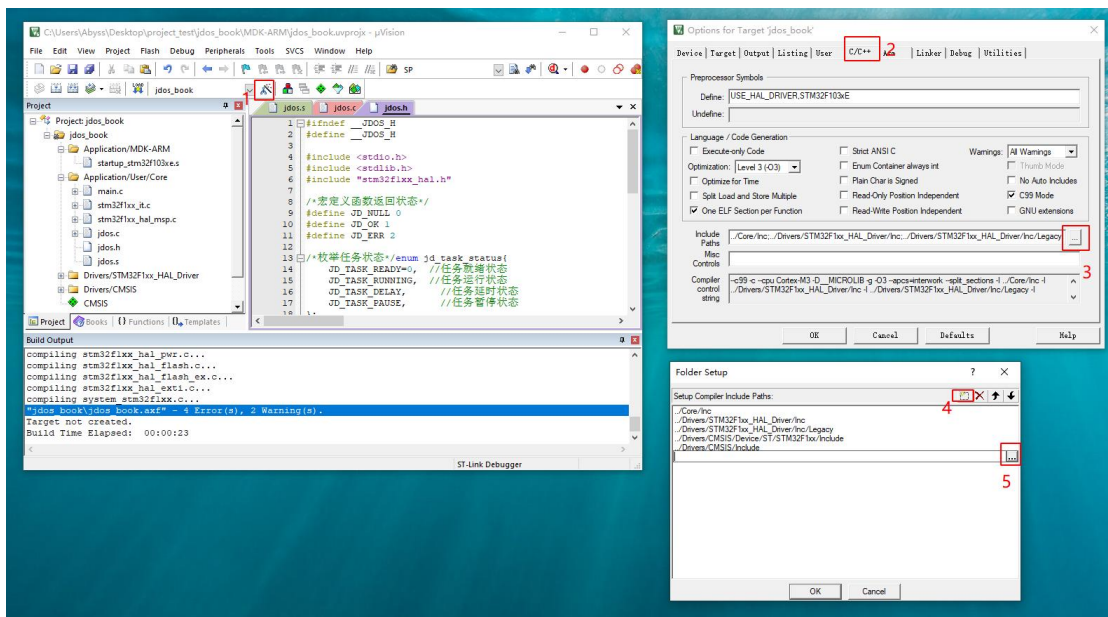 C:\Users\Abyss\Desktop\project_test\jdos_book\MDK-ARM\jdos_book.uvprojx - µVision
File Edit View Project Flash Debug Peripherals Tools SVCS Window Help
SP
jdos_book
1
Project
Project: jdos_book
jdos_book
Application/MDK-ARM
startup_stm32f103xe.s
Application/User/Core
main.c
stm32f1xx_it.c
stm32f1xx_hal_msp.c
jdos.c
jdos.h
jdos.s
Drivers/STM32F1xx_HAL_Driver
Drivers/CMSIS
CMSIS
Project Books Functions Templates
jdos.s jdos.c jdos.h
1 #ifndef __JDOS_H
2 #define __JDOS_H
3
4 #include <stdio.h>
5 #include <stdlib.h>
6 #include "stm32f1xx_hal.h"
7
8 /*宏定义函数返回状态*/
9 #define JD_NULL 0
10 #define JD_OK 1
11 #define JD_ERR 2
12
13 /*枚举任务状态*/enum jd_task_status{
14 JD_TASK_READY=0, //任务就绪状态
15 JD_TASK_RUNNING, //任务运行状态
16 JD_TASK_DELAY, //任务延时状态
17 JD_TASK_PAUSE, //任务暂停状态
18 };
Build Output
compiling stm32f1xx_hal_pwr.c...
compiling stm32f1xx_hal_flash.c...
compiling stm32f1xx_hal_flash_ex.c...
compiling stm32f1xx_hal_exti.c...
compiling system_stm32f1xx.c...
"jdos_book\jdos_book.axf" - 4 Error(s), 2 Warning(s).
Target not created.
Build Time Elapsed: 00:00:23
ST-Link Debugger
Options for Target 'jdos_book'
Device Target Output Listing User C/C++ 2 Linker Debug Utilities
Preprocessor Symbols
Define: USE_HAL_DRIVER,STM32F103xE
Undefine:
Language / Code Generation
Execute-only Code
Strict ANSI C
Warnings: All Warnings
Optimization: Level 3 (-O3)
Enum Container always int
Thumb Mode
Optimize for Time
Plain Char is Signed
No Auto Includes
Split Load and Store Multiple
Read-Only Position Independent
C99 Mode
One ELF Section per Function
Read-Write Position Independent
GNU extensions
Include Paths
../Core/Inc;../Drivers/STM32F1xx_HAL_Driver/Inc;../Drivers/STM32F1xx_HAL_Driver/Inc/Legacy
...
3
Misc Controls
Compiler control string
--c99 -c --cpu Cortex-M3 -D__MICROLIB -g -O3 --apcs=interwork --split_sections -I ../Core/Inc -I
../Drivers/STM32F1xx_HAL_Driver/Inc -I ../Drivers/STM32F1xx_HAL_Driver/Inc/Legacy -I
OK Cancel Defaults Help
Folder Setup
Setup Compiler Include Paths:
4
../Core/Inc
../Drivers/STM32F1xx_HAL_Driver/Inc
../Drivers/STM32F1xx_HAL_Driver/Inc/Legacy
../Drivers/CMSIS/Device/ST/STM32F1xx/Include
../Drivers/CMSIS/Include
...
5
OK Cancel